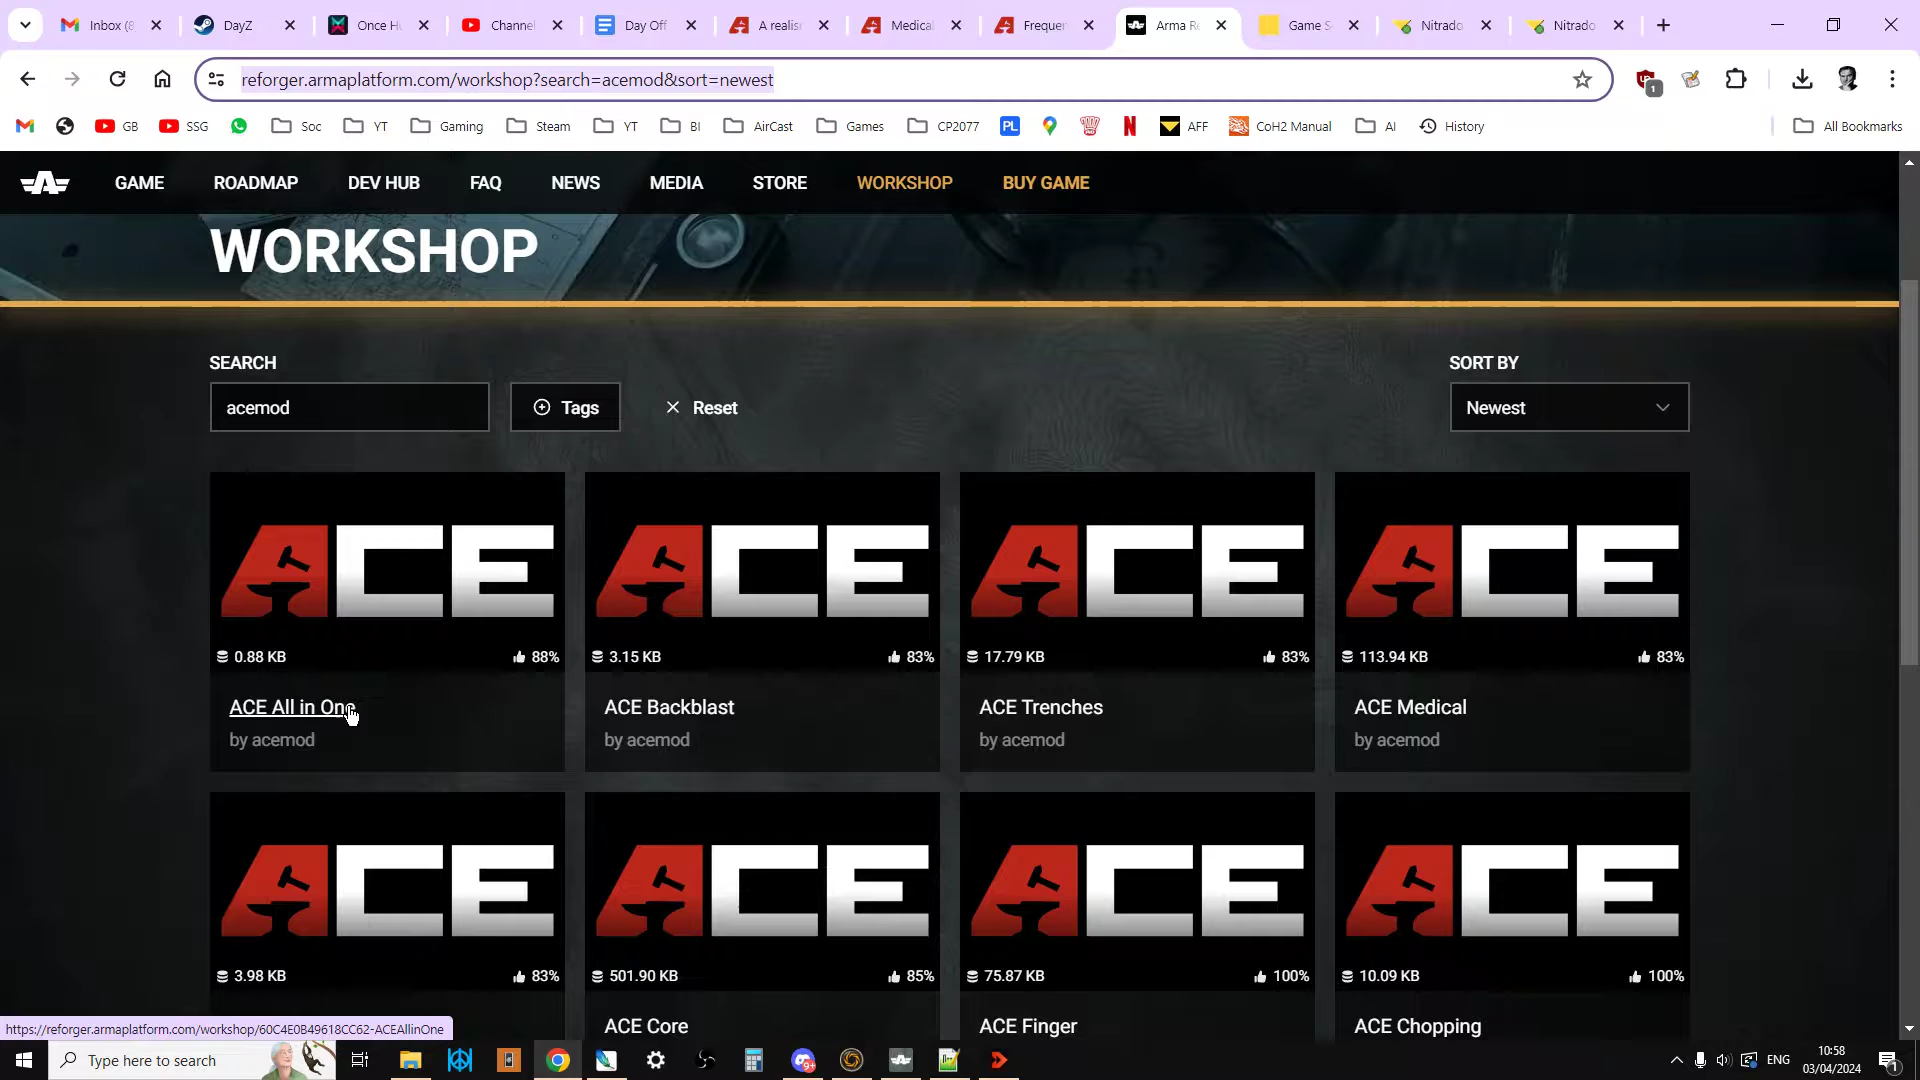 Inbox (8
DayZ
Once H
Channel
Day Off
A realis
Medical
Frequen
Arma Re
Game S
Nitrado
Nitrado
reforger.armaplatform.com/workshop?search=acemod&sort=newest
1
GB
SSG
Soc
YT
Gaming
Steam
YT
BI
AirCast
Games
CP2077
PL
AFF
CoH2 Manual
AI
History
All Bookmarks
GAME
ROADMAP
DEV HUB
FAQ
NEWS
MEDIA
STORE
WORKSHOP
BUY GAME
WORKSHOP
SEARCH
SORT BY
acemod
Tags
Reset
Newest
ACE
ACE
ACE
ACE
0.88 KB
88%
3.15 KB
83%
17.79 KB
83%
113.94 KB
83%
ACE All in One
ACE Backblast
ACE Trenches
ACE Medical
by acemod
by acemod
by acemod
by acemod
ACE
ACE
ACE
ACE
3.98 KB
83%
501.90 KB
85%
75.87 KB
100%
10.09 KB
100%
ACE Core
ACE Finger
ACE Chopping
https://reforger.armaplatform.com/workshop/60C4E0B49618CC62-ACEAllinOne
Type here to search
9+
ENG
10:58
03/04/2024
1